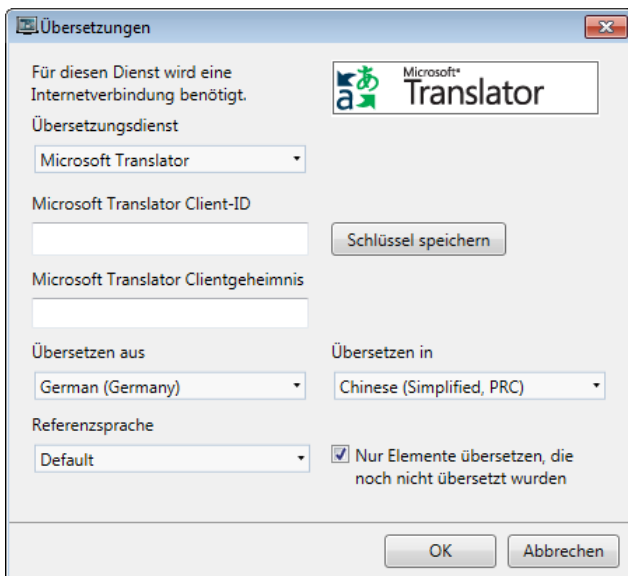 Übersetzungen
Für diesen Dienst wird eine
Internetverbindung benötigt.
Microsoft®
Translator
a あ
Übersetzungsdienst
Microsoft Translator
Microsoft Translator Client-ID
Schlüssel speichern
Microsoft Translator Clientgeheimnis
Übersetzen aus
Übersetzen in
German (Germany)
Chinese (Simplified, PRC)
Referenzsprache
Default
Nur Elemente übersetzen, die
noch nicht übersetzt wurden
OK
Abbrechen